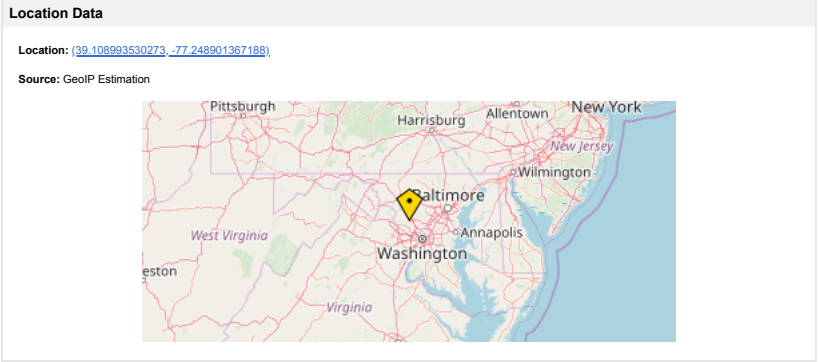 Location Data
Location: (39.108993530273, -77.248901367188)
Source: GeoIP Estimation
Pittsburgh
New York
Allentown
Harrisburg
New Jersey
Wilmington
Baltimore
West Virginia
Annapolis
Washington
eston
Virginia